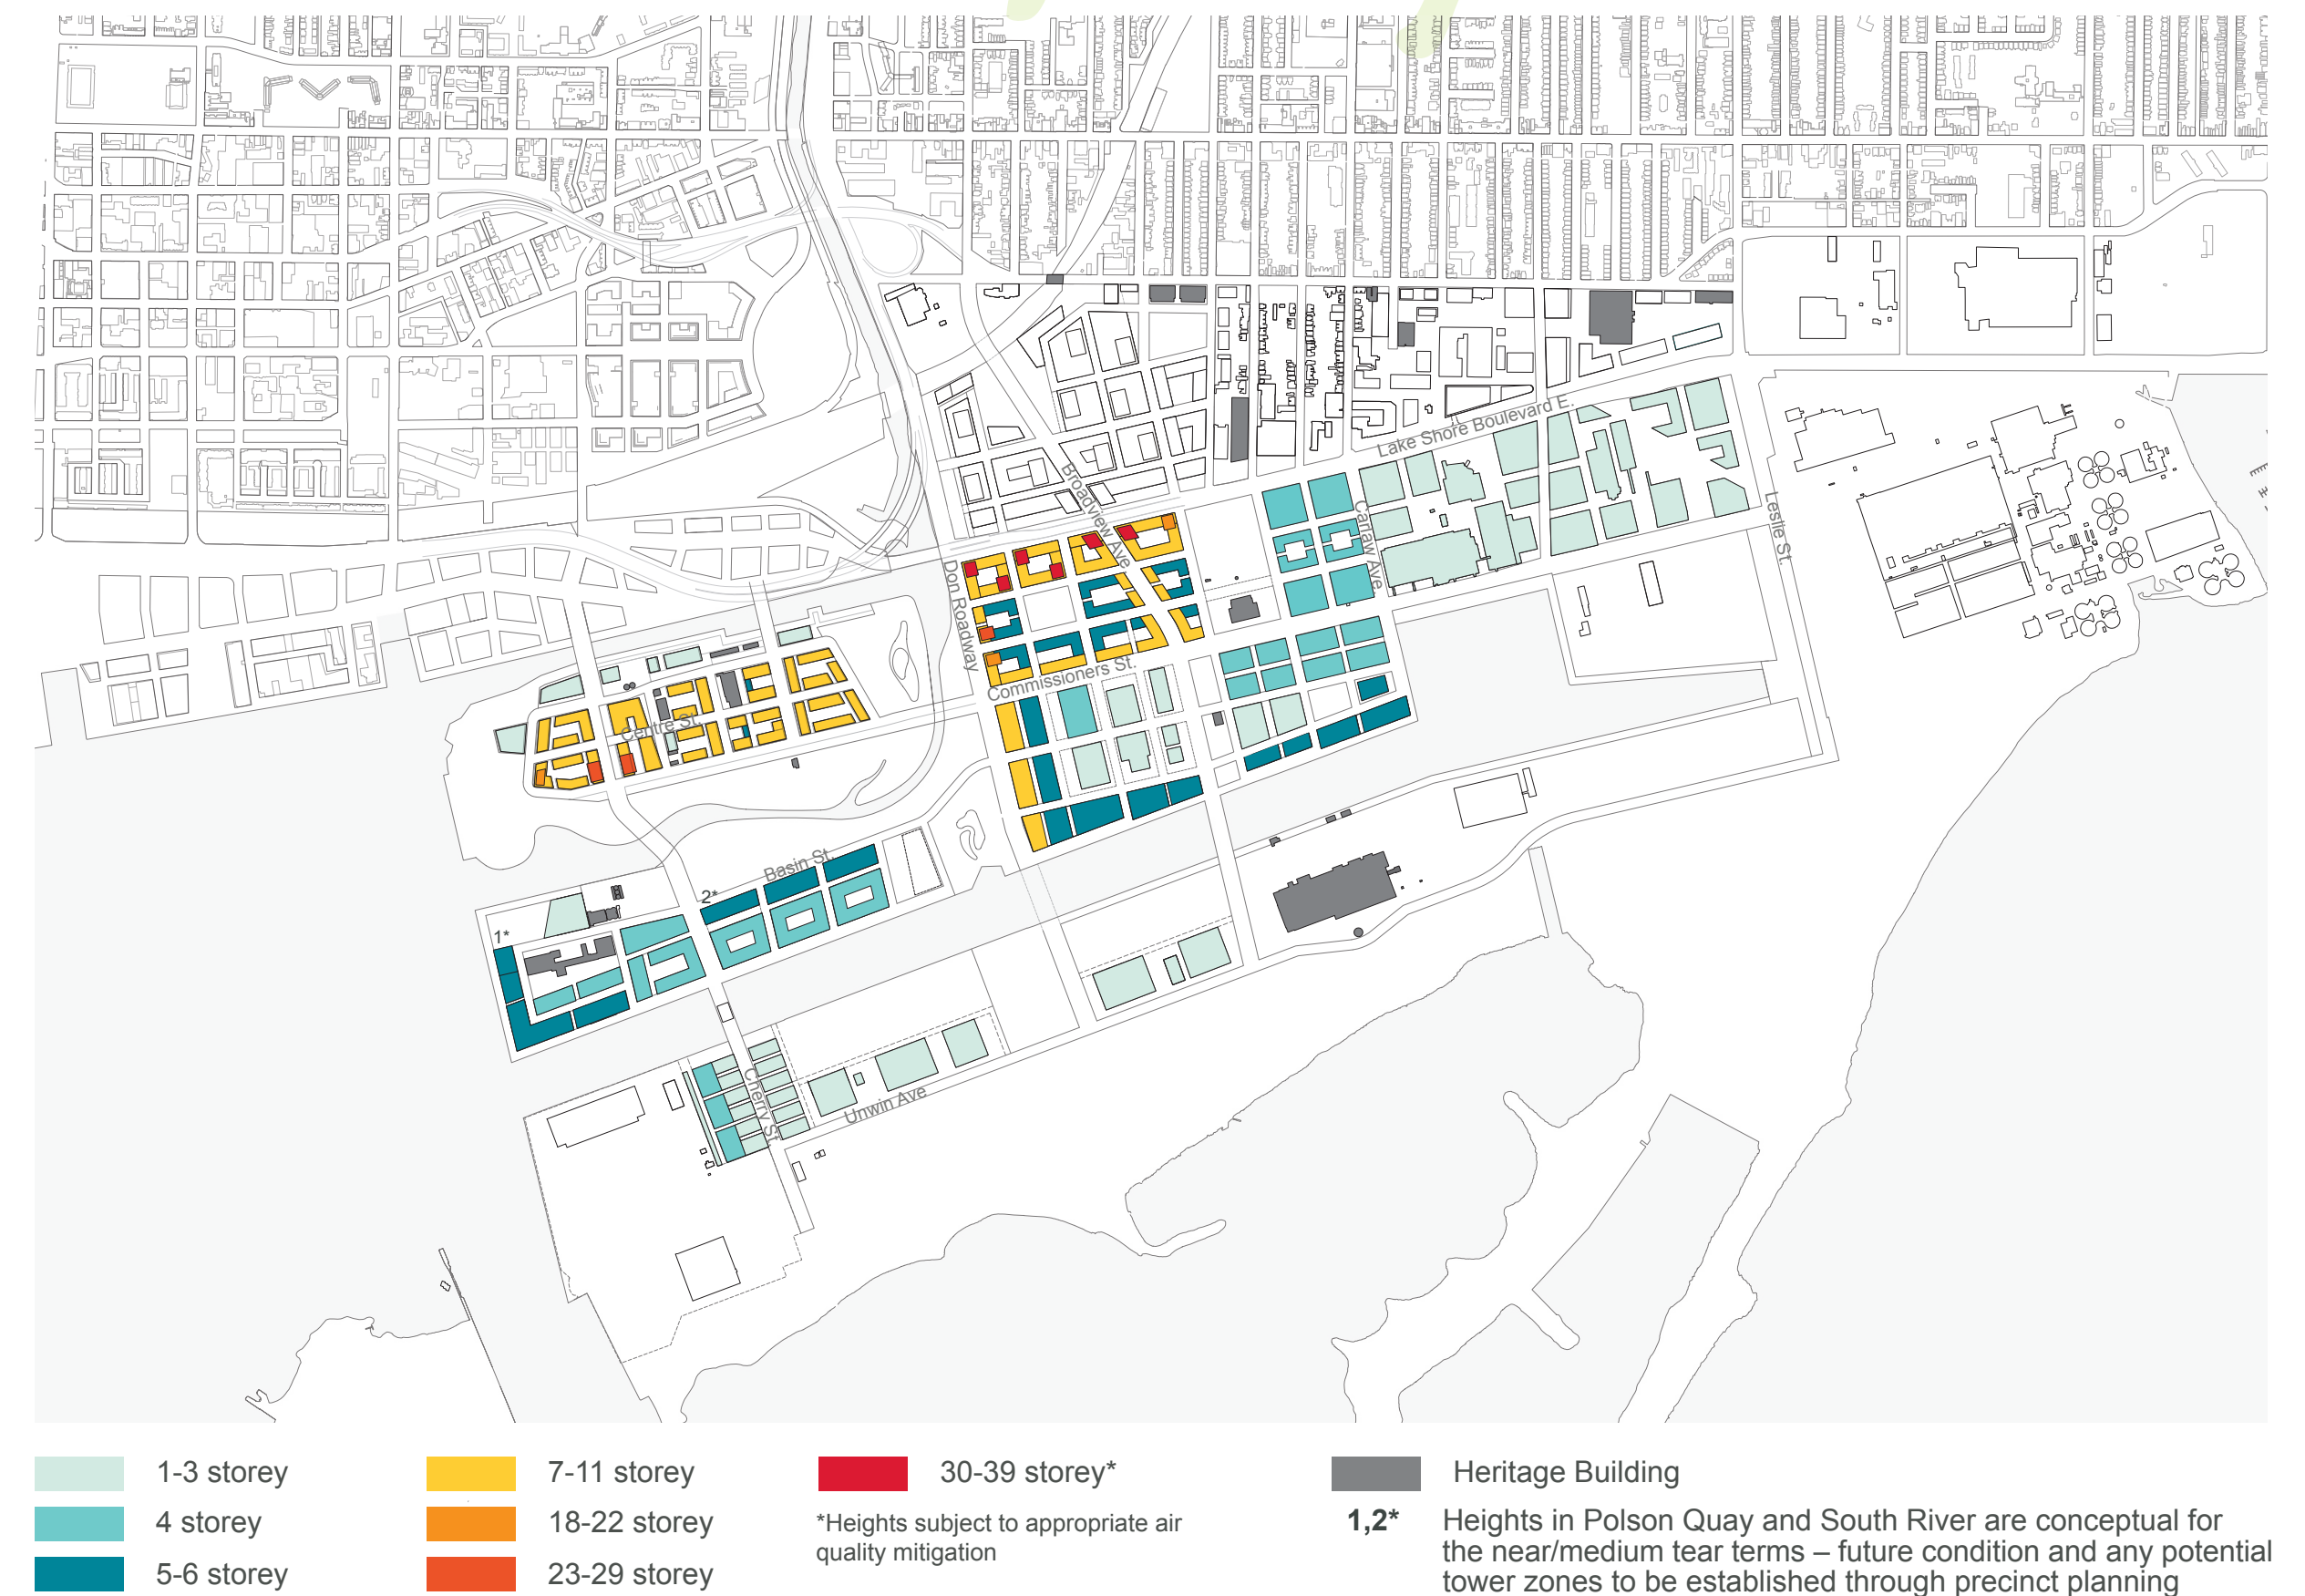 Lake Shore Boulevard E.
Broadview Ave
Carlaw Ave.
Leslie St.
Don Roadway
Commissioners St.
Centre St.
Basin St.
2*
1*
Cherry St.
Unwin Ave
1-3 storey
4 storey
5-6 storey
7-11 storey
18-22 storey
23-29 storey
30-39 storey*
*Heights subject to appropriate air
quality mitigation
Heritage Building
1,2* Heights in Polson Quay and South River are conceptual for
the near/medium tear terms – future condition and any potential
tower zones to be established through precinct planning